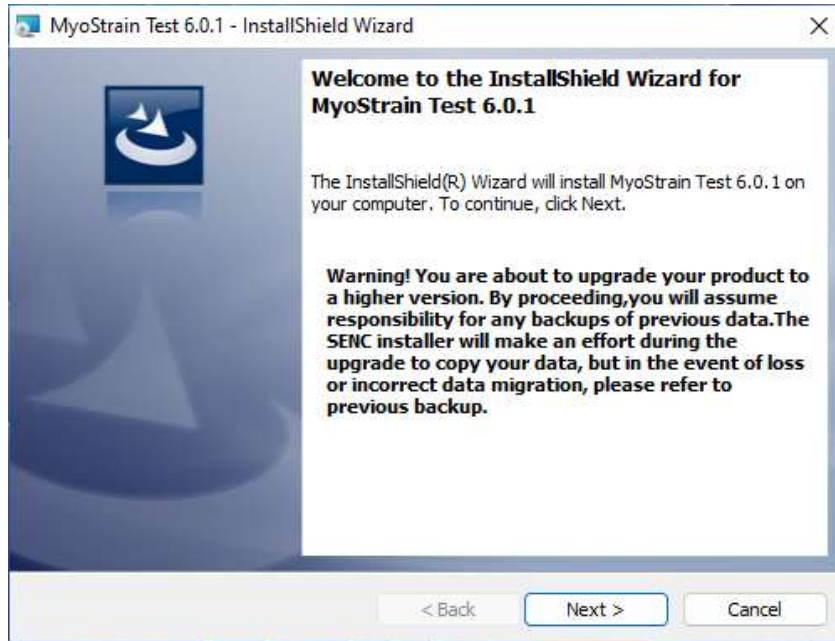 MyoStrain Test 6.0.1 - InstallShield Wizard
Welcome to the InstallShield Wizard for
MyoStrain Test 6.0.1
The InstallShield(R) Wizard will install MyoStrain Test 6.0.1 on
your computer. To continue, click Next.
Warning! You are about to upgrade your product to
a higher version. By proceeding,you will assume
responsibility for any backups of previous data.The
SENC installer will make an effort during the
upgrade to copy your data, but in the event of loss
or incorrect data migration, please refer to
previous backup.
< Back Next > Cancel